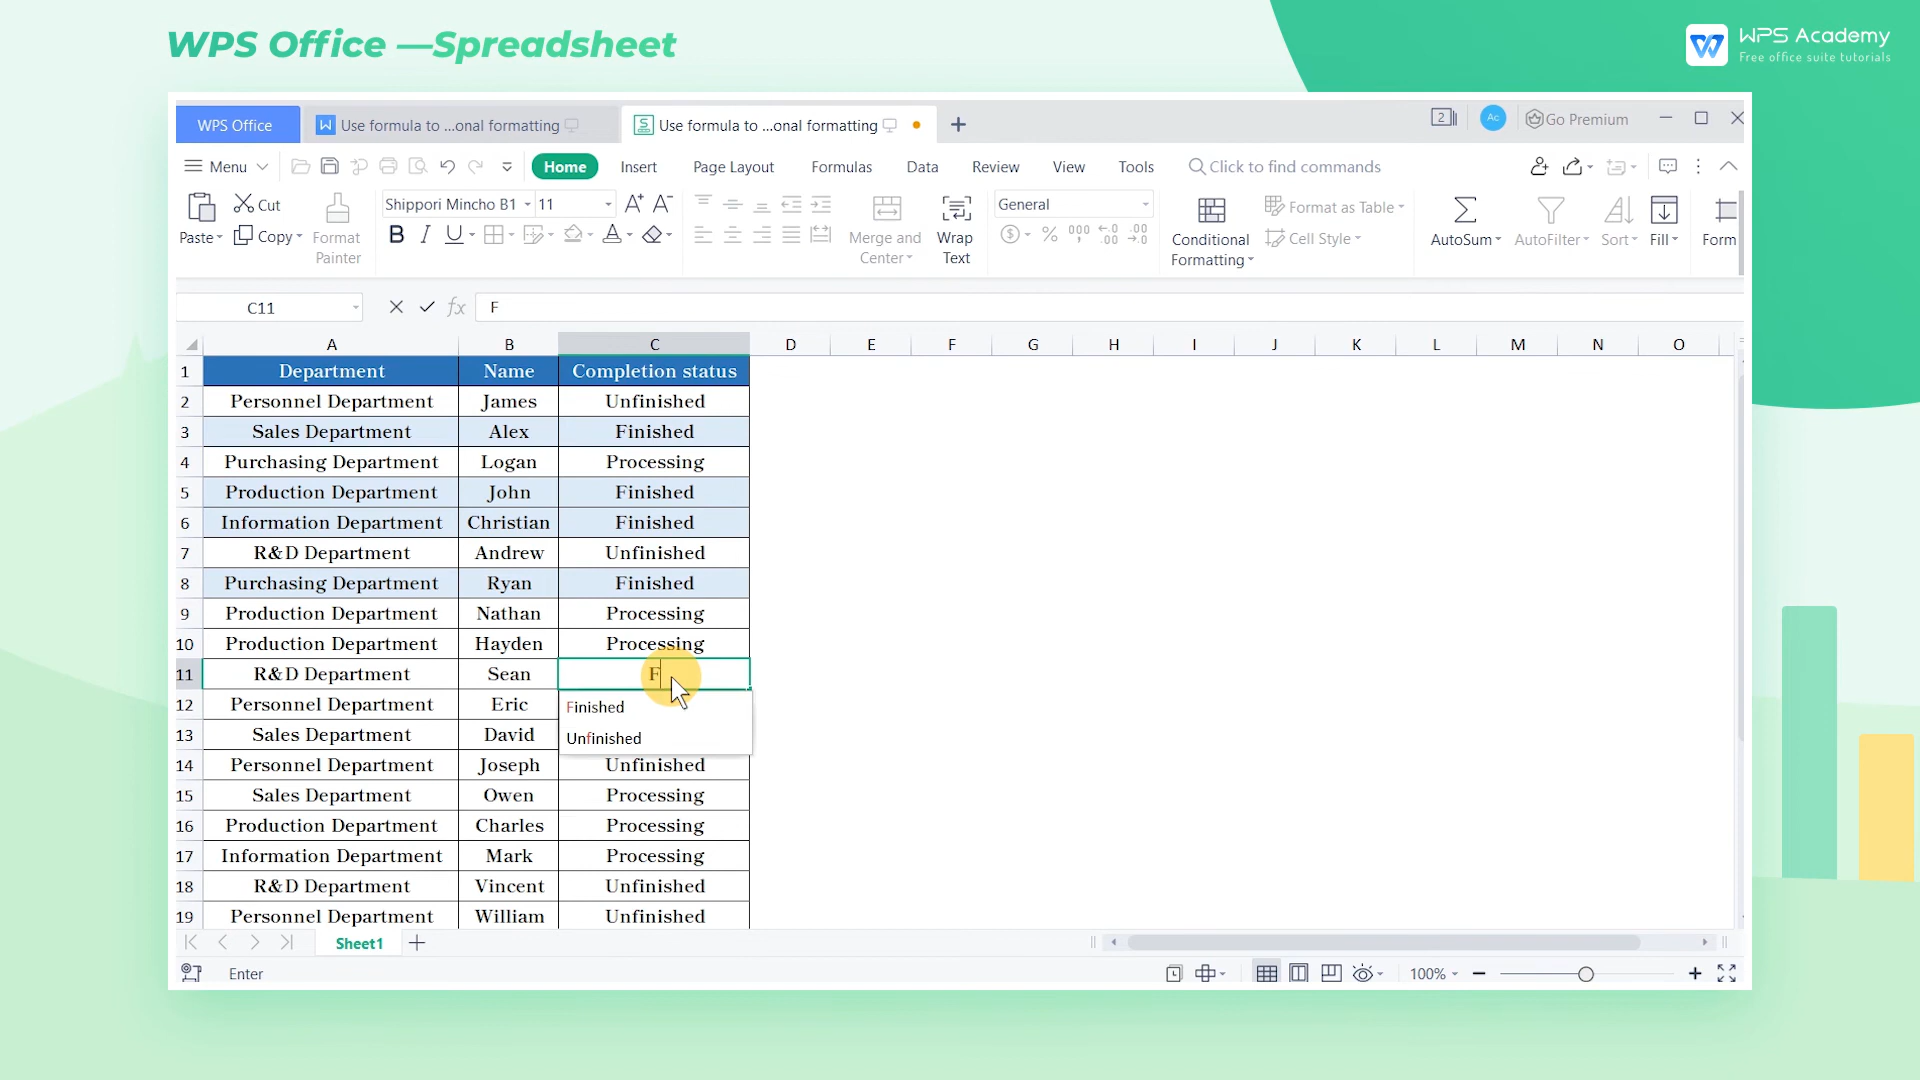 WPS Office —Spreadsheet
WPS Academy
Free office suite tutorials
WPS Office
Use formula to ...onal formatting
Use formula to ...onal formatting
2
Ac
Go Premium
Menu
Home
Insert
Page Layout
Formulas
Data
Review
View
Tools
Click to find commands
Paste
Cut
Copy
Format Painter
Shippori Mincho B1
11
Merge and Center
Wrap Text
General
Conditional Formatting
Format as Table
Cell Style
AutoSum
AutoFilter
Sort
Fill
Form
C11
fx
F
A B C D E F G H I J K L M N O
1 Department Name Completion status
2 Personnel Department James Unfinished
3 Sales Department Alex Finished
4 Purchasing Department Logan Processing
5 Production Department John Finished
6 Information Department Christian Finished
7 R&D Department Andrew Unfinished
8 Purchasing Department Ryan Finished
9 Production Department Nathan Processing
10 Production Department Hayden Processing
11 R&D Department Sean F
12 Personnel Department Eric Finished
13 Sales Department David Unfinished
14 Personnel Department Joseph Unfinished
15 Sales Department Owen Processing
16 Production Department Charles Processing
17 Information Department Mark Processing
18 R&D Department Vincent Unfinished
19 Personnel Department William Unfinished
Sheet1
Enter
100%